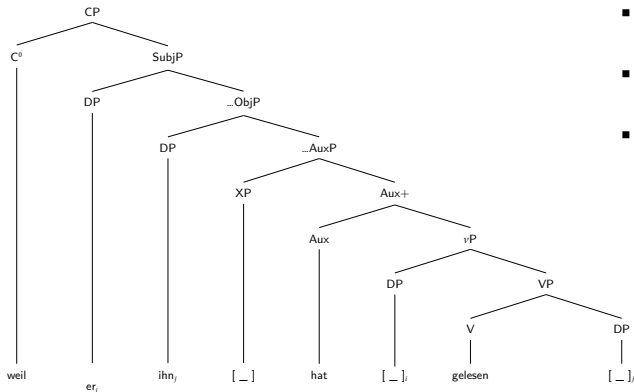 CP
C⁰ SubjP
DP ...ObjP
DP ...AuxP
XP Aux+
Aux vP
DP VP
V DP
weil erᵢ ihnⱼ [ _ ] hat [ _ ]ᵢ gelesen [ _ ]ⱼ